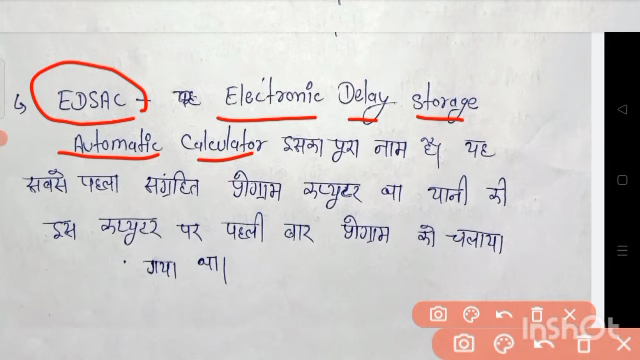 ↳ EDSAC - यह Electronic Delay Storage
Automatic Calculator इसका पुरा नाम है। यह
सबसे पहला संग्रहित प्रोग्राम कम्प्युटर था यानी की
इस कम्प्युटर पर पहली बार प्रोग्राम को चलाया
गया था।
InShOt